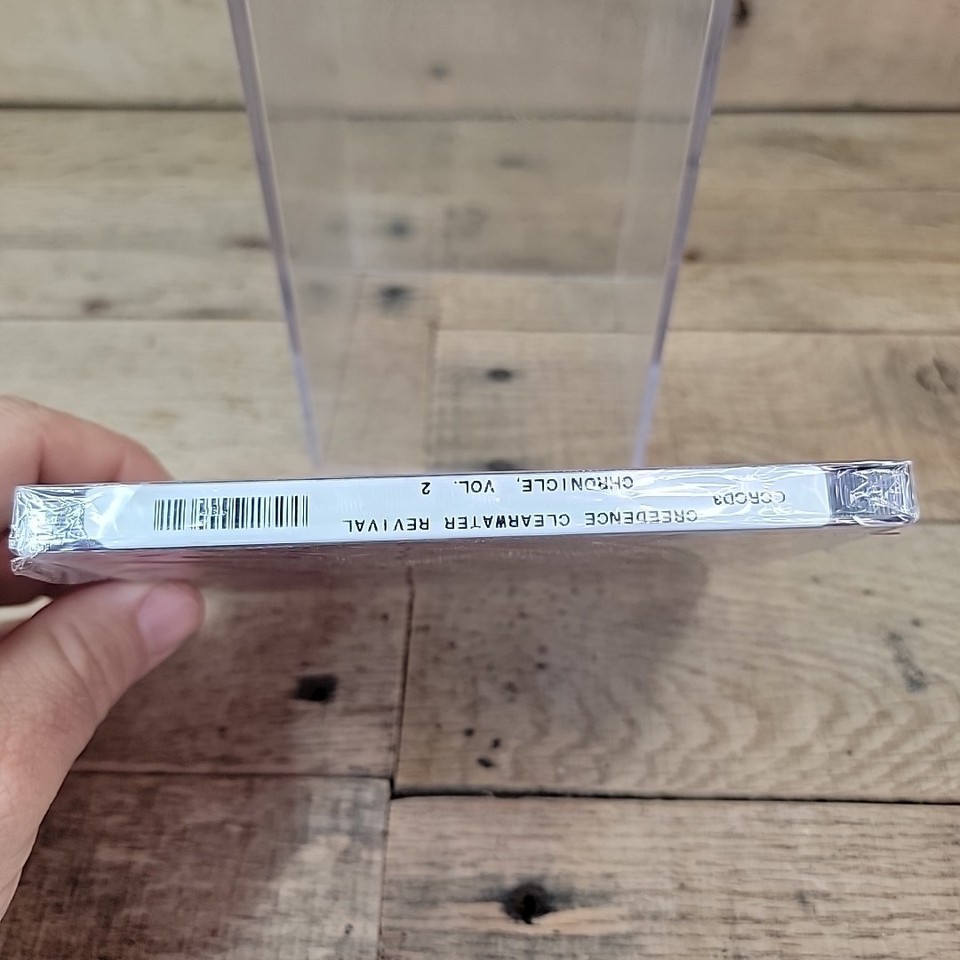 CCRCD3
CREEDENCE CLEARWATER REVIVAL
CHRONICLE, VOL. 2